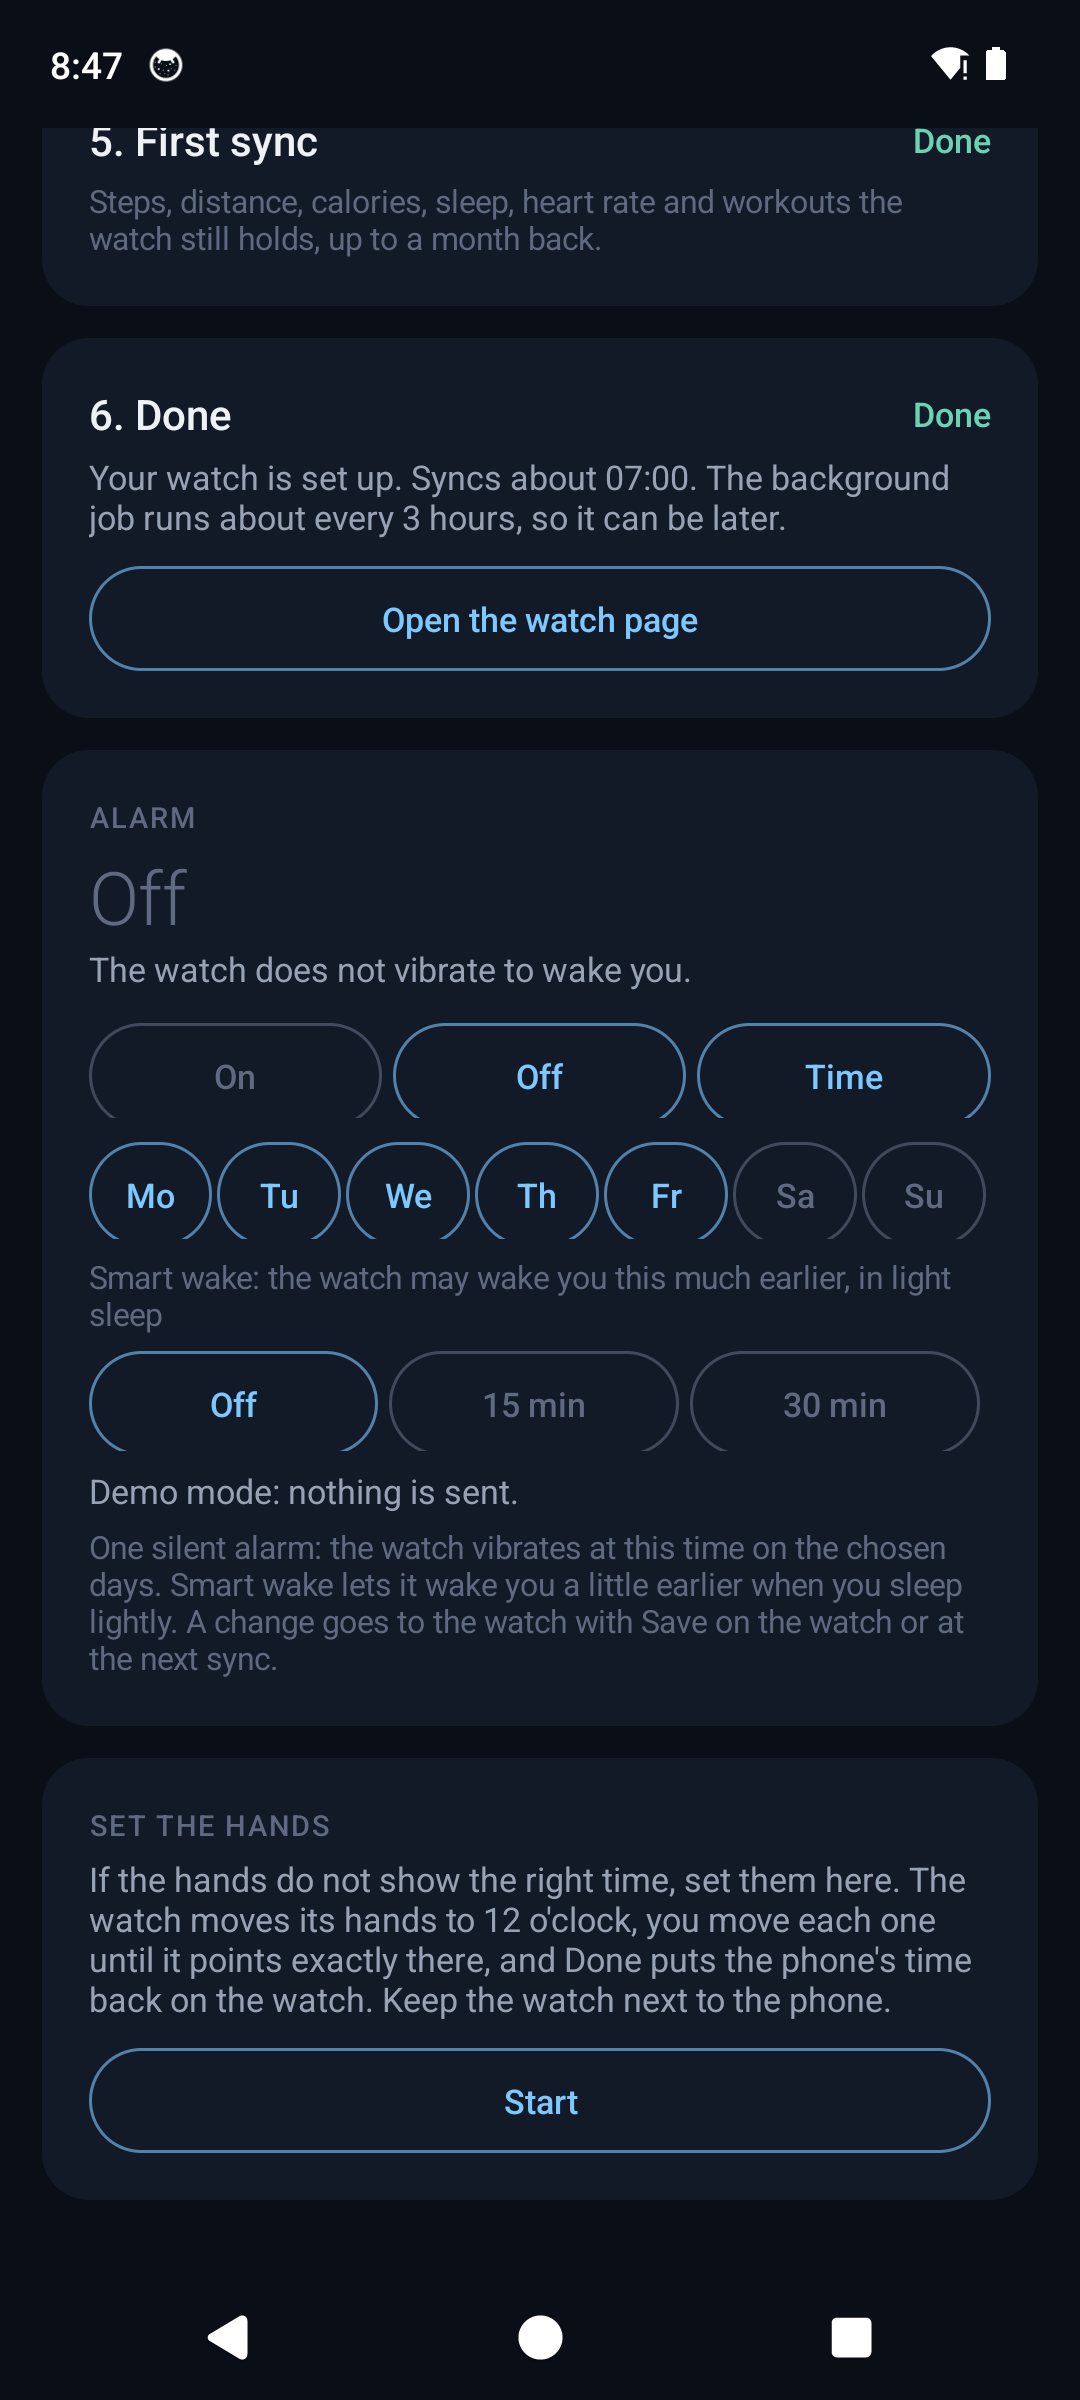 8:47
5. First sync
Done
Steps, distance, calories, sleep, heart rate and workouts the
watch still holds, up to a month back.
6. Done
Done
Your watch is set up. Syncs about 07:00. The background
job runs about every 3 hours, so it can be later.
Open the watch page
ALARM
Off
The watch does not vibrate to wake you.
On
Off
Time
Mo
Tu
We
Th
Fr
Sa
Su
Smart wake: the watch may wake you this much earlier, in light
sleep
Off
15 min
30 min
Demo mode: nothing is sent.
One silent alarm: the watch vibrates at this time on the chosen
days. Smart wake lets it wake you a little earlier when you sleep
lightly. A change goes to the watch with Save on the watch or at
the next sync.
SET THE HANDS
If the hands do not show the right time, set them here. The
watch moves its hands to 12 o'clock, you move each one
until it points exactly there, and Done puts the phone's time
back on the watch. Keep the watch next to the phone.
Start